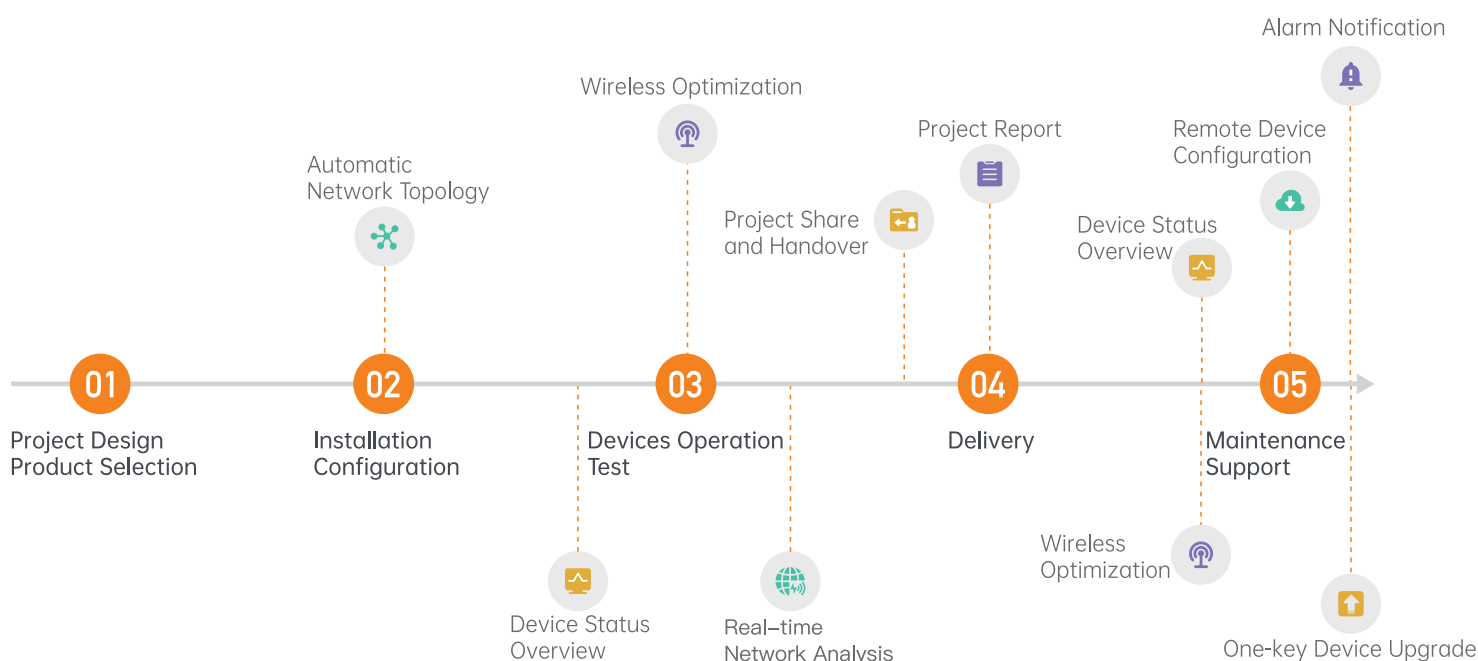 Alarm Notification
Wireless Optimization
Project Report
Remote Device
Configuration
Automatic
Network Topology
Project Share
and Handover
Device Status
Overview
01
02
03
04
05
Project Design
Product Selection
Installation
Configuration
Devices Operation
Test
Delivery
Maintenance
Support
Wireless
Optimization
Device Status
Overview
Real-time
Network Analysis
One-key Device Upgrade